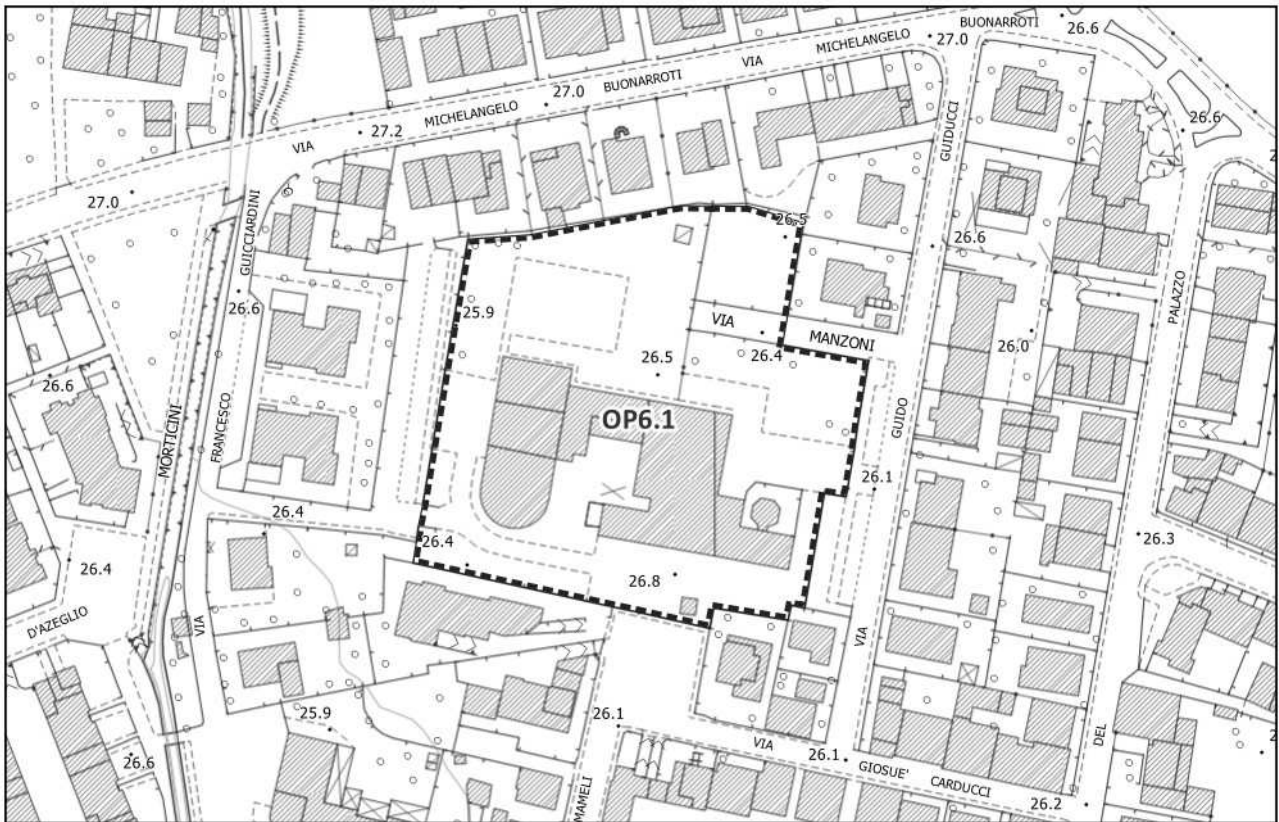 BUONARROTI
26.6
MICHELANGELO
27.0
VIA
BUONARROTI
27.0
MICHELANGELO
27.2
VIA
26.6
GUIDUCCI
27.0
GUICCIARDINI
26.5
26.6
26.6
25.9
VIA
MANZONI
26.4
26.0
PALAZZO
26.5
26.6
MORTICINI
FRANCESCO
OP6.1
GUIDO
26.1
26.4
26.4
26.3
26.4
26.8
D'AZEGLIO
VIA
VIA
25.9
26.1
VIA
26.1
GIOSUE' CARDUCCI
DEL
26.6
MAMELI
26.2